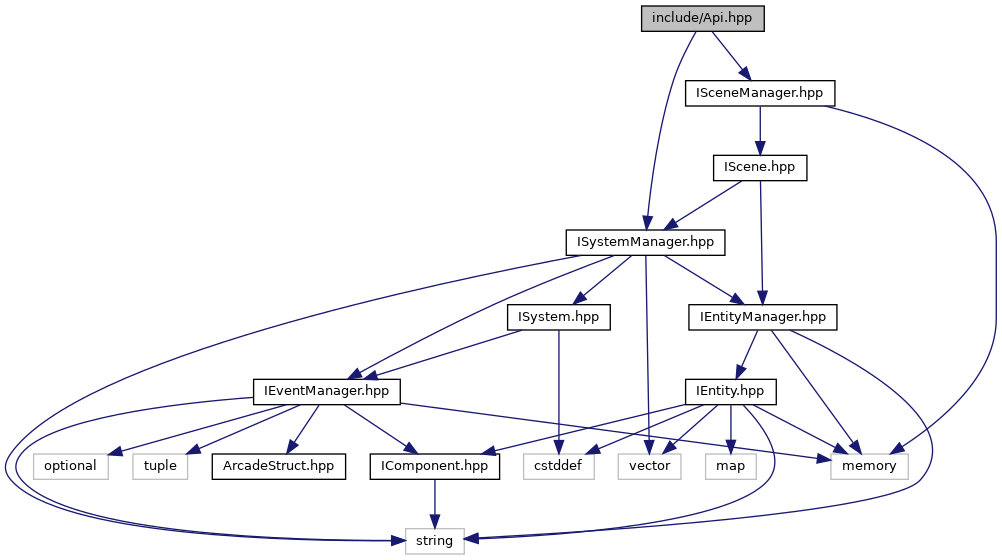 include/Api.hpp
ISceneManager.hpp
IScene.hpp
ISystemManager.hpp
ISystem.hpp
IEntityManager.hpp
IEventManager.hpp
IEntity.hpp
optional
tuple
ArcadeStruct.hpp
IComponent.hpp
cstddef
vector
map
memory
string